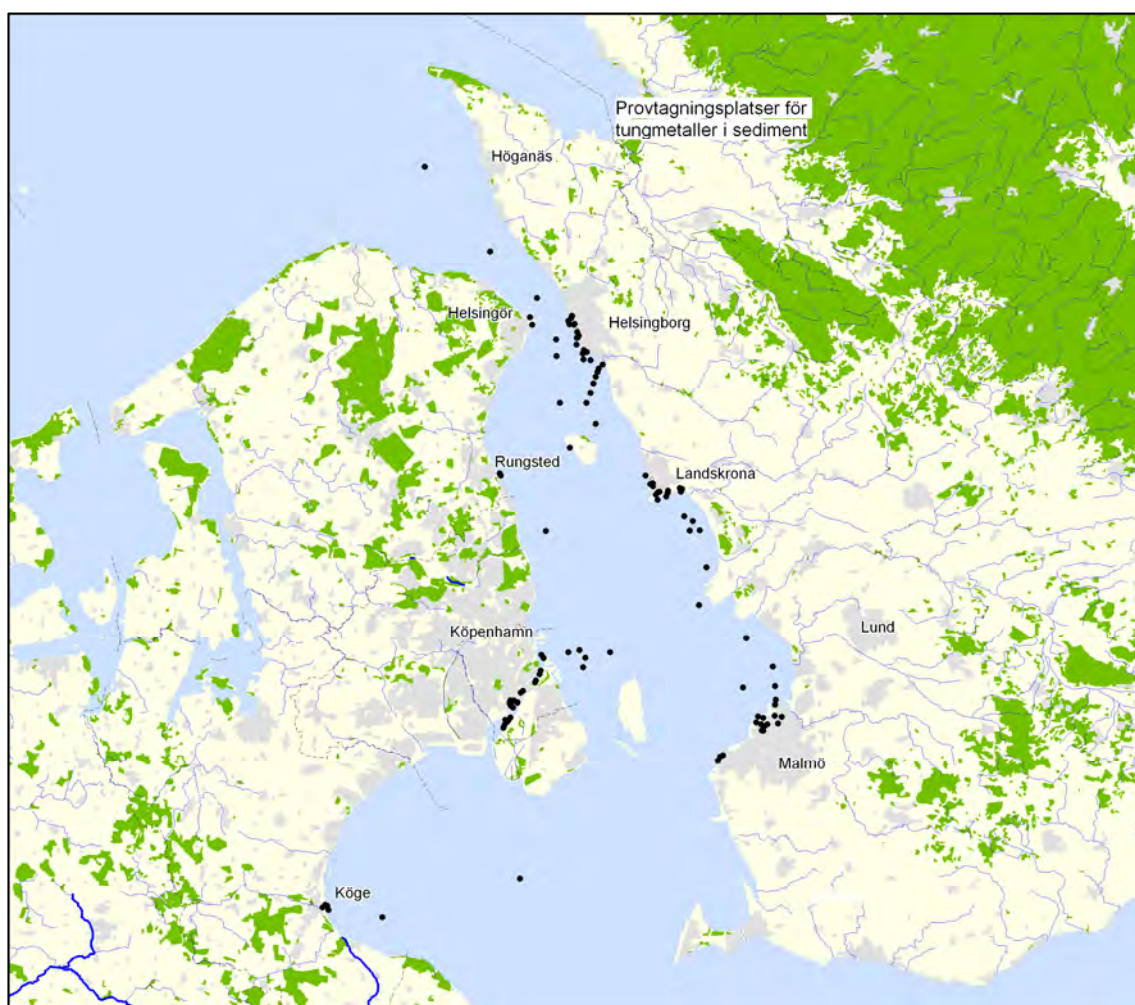 Provtagningsplatser för
tungmetaller i sediment
Höganäs
Helsingör
Helsingborg
Rungsted
Landskrona
Köpenhamn
Lund
Malmö
Köge